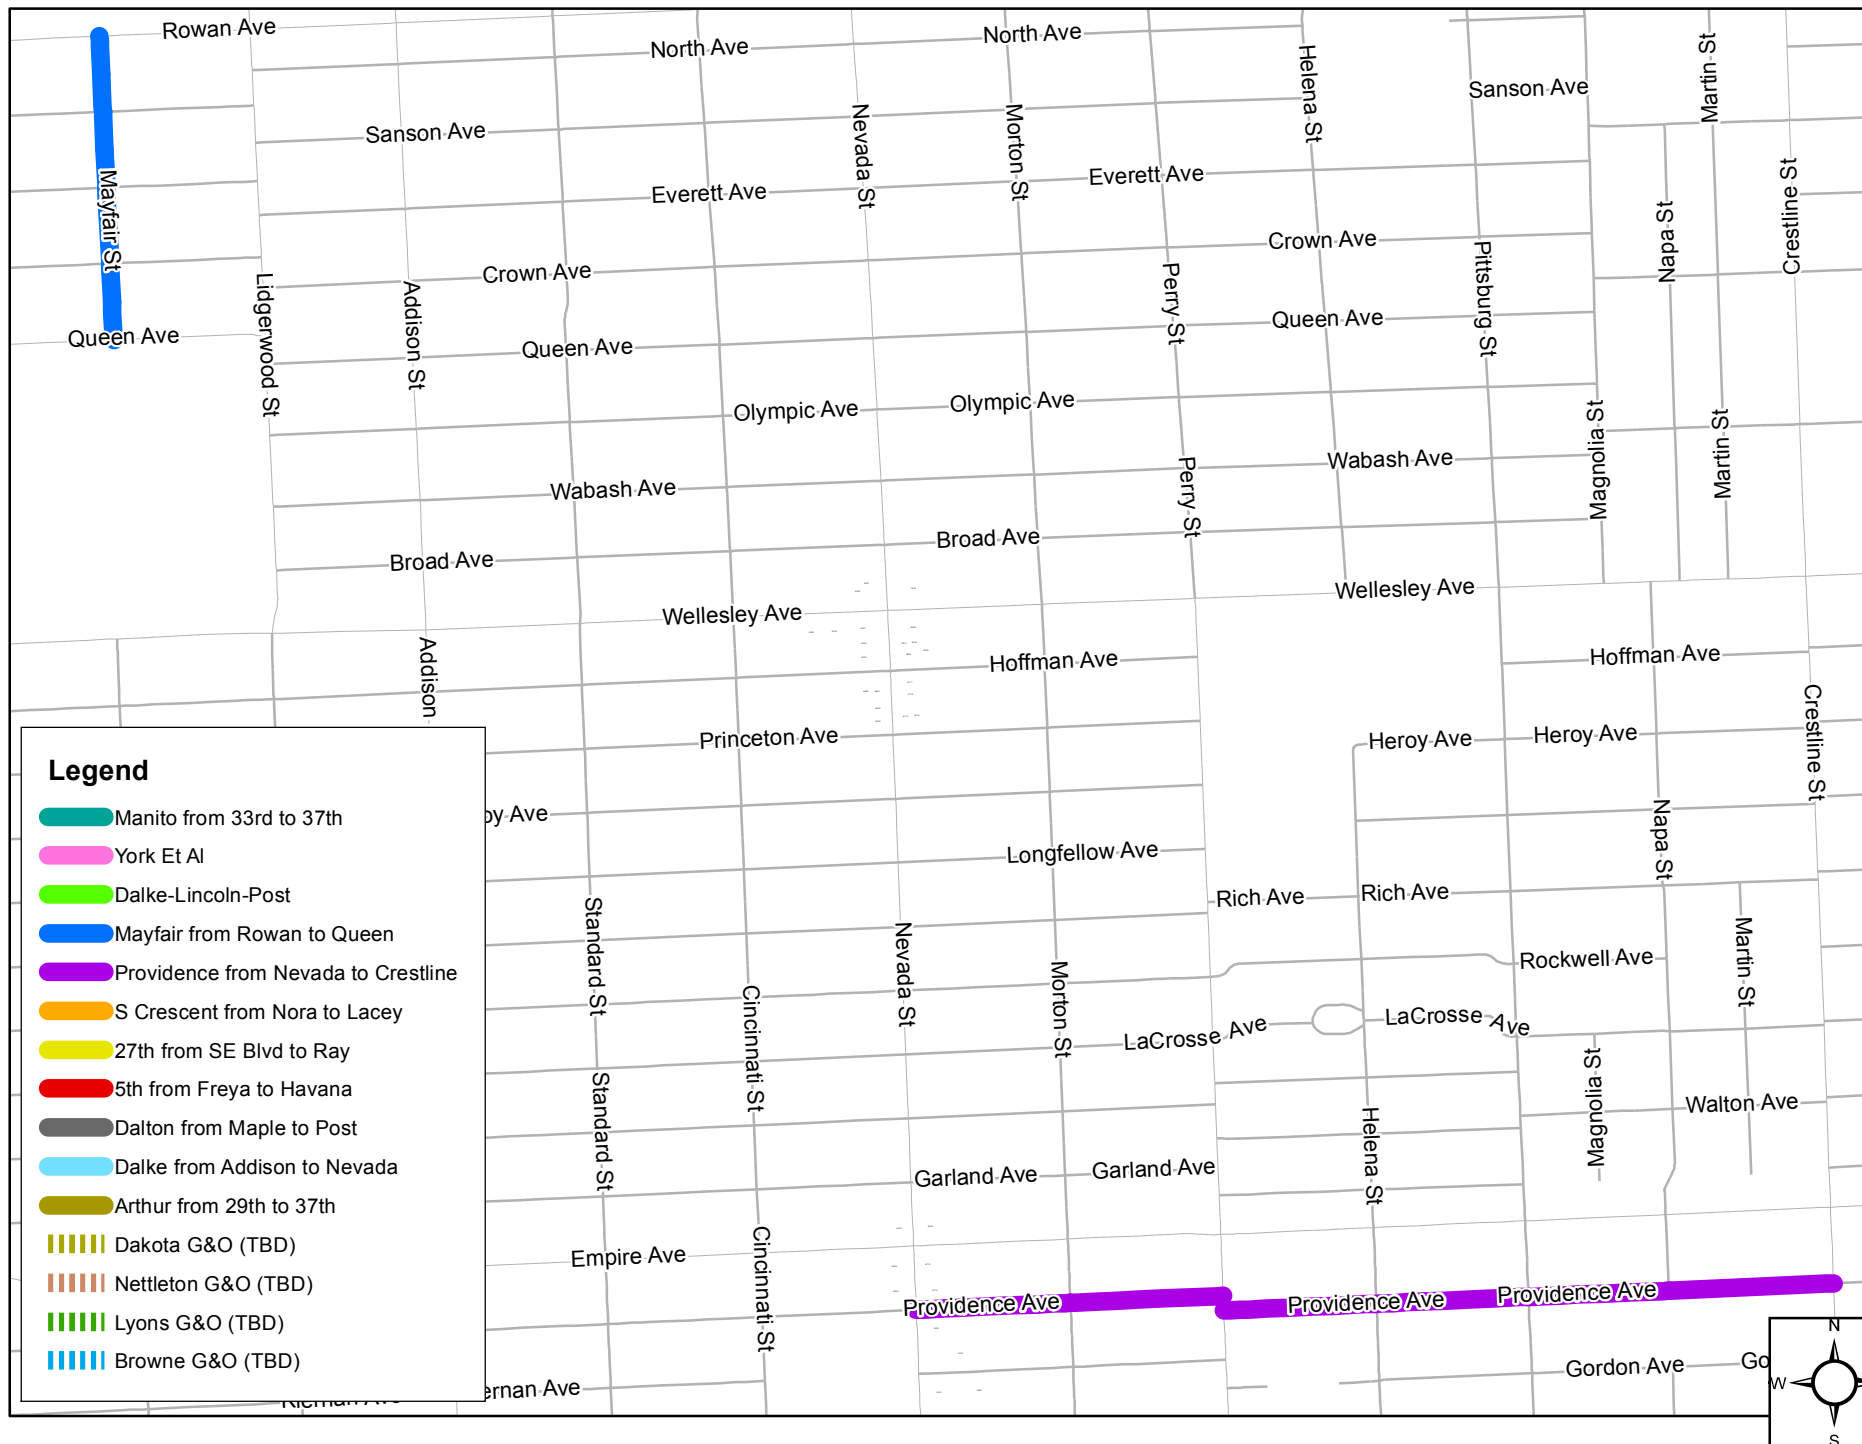 Rowan Ave
North Ave
North Ave
Helena St
Martin St
Sanson Ave
Sanson Ave
Nevada St
Morton St
Mayfair St
Everett Ave
Everett Ave
Napa St
Crestline St
Crown Ave
Crown Ave
Lidgerwood St
Addison St
Perry St
Pittsburg St
Queen Ave
Queen Ave
Queen Ave
Olympic Ave
Olympic Ave
Magnolia St
Martin St
Wabash Ave
Wabash Ave
Perry St
Broad Ave
Broad Ave
Wellesley Ave
Wellesley Ave
Addison
Hoffman Ave
Hoffman Ave
Princeton Ave
Heroy Ave
Heroy Ave
Crestline St
oy Ave
Napa St
Longfellow Ave
Rich Ave
Rich Ave
Standard St
Nevada St
Martin St
Rockwell Ave
Cincinnati St
Morton St
LaCrosse Ave
LaCrosse Ave
Magnolia St
Standard St
Walton Ave
Helena St
Garland Ave
Garland Ave
Empire Ave
Cincinnati St
Providence Ave
Providence Ave
Providence Ave
Gordon Ave
Go
ernan Ave
Kiernan Ave
Legend
Manito from 33rd to 37th
York Et Al
Dalke-Lincoln-Post
Mayfair from Rowan to Queen
Providence from Nevada to Crestline
S Crescent from Nora to Lacey
27th from SE Blvd to Ray
5th from Freya to Havana
Dalton from Maple to Post
Dalke from Addison to Nevada
Arthur from 29th to 37th
Dakota G&O (TBD)
Nettleton G&O (TBD)
Lyons G&O (TBD)
Browne G&O (TBD)
N
W
S